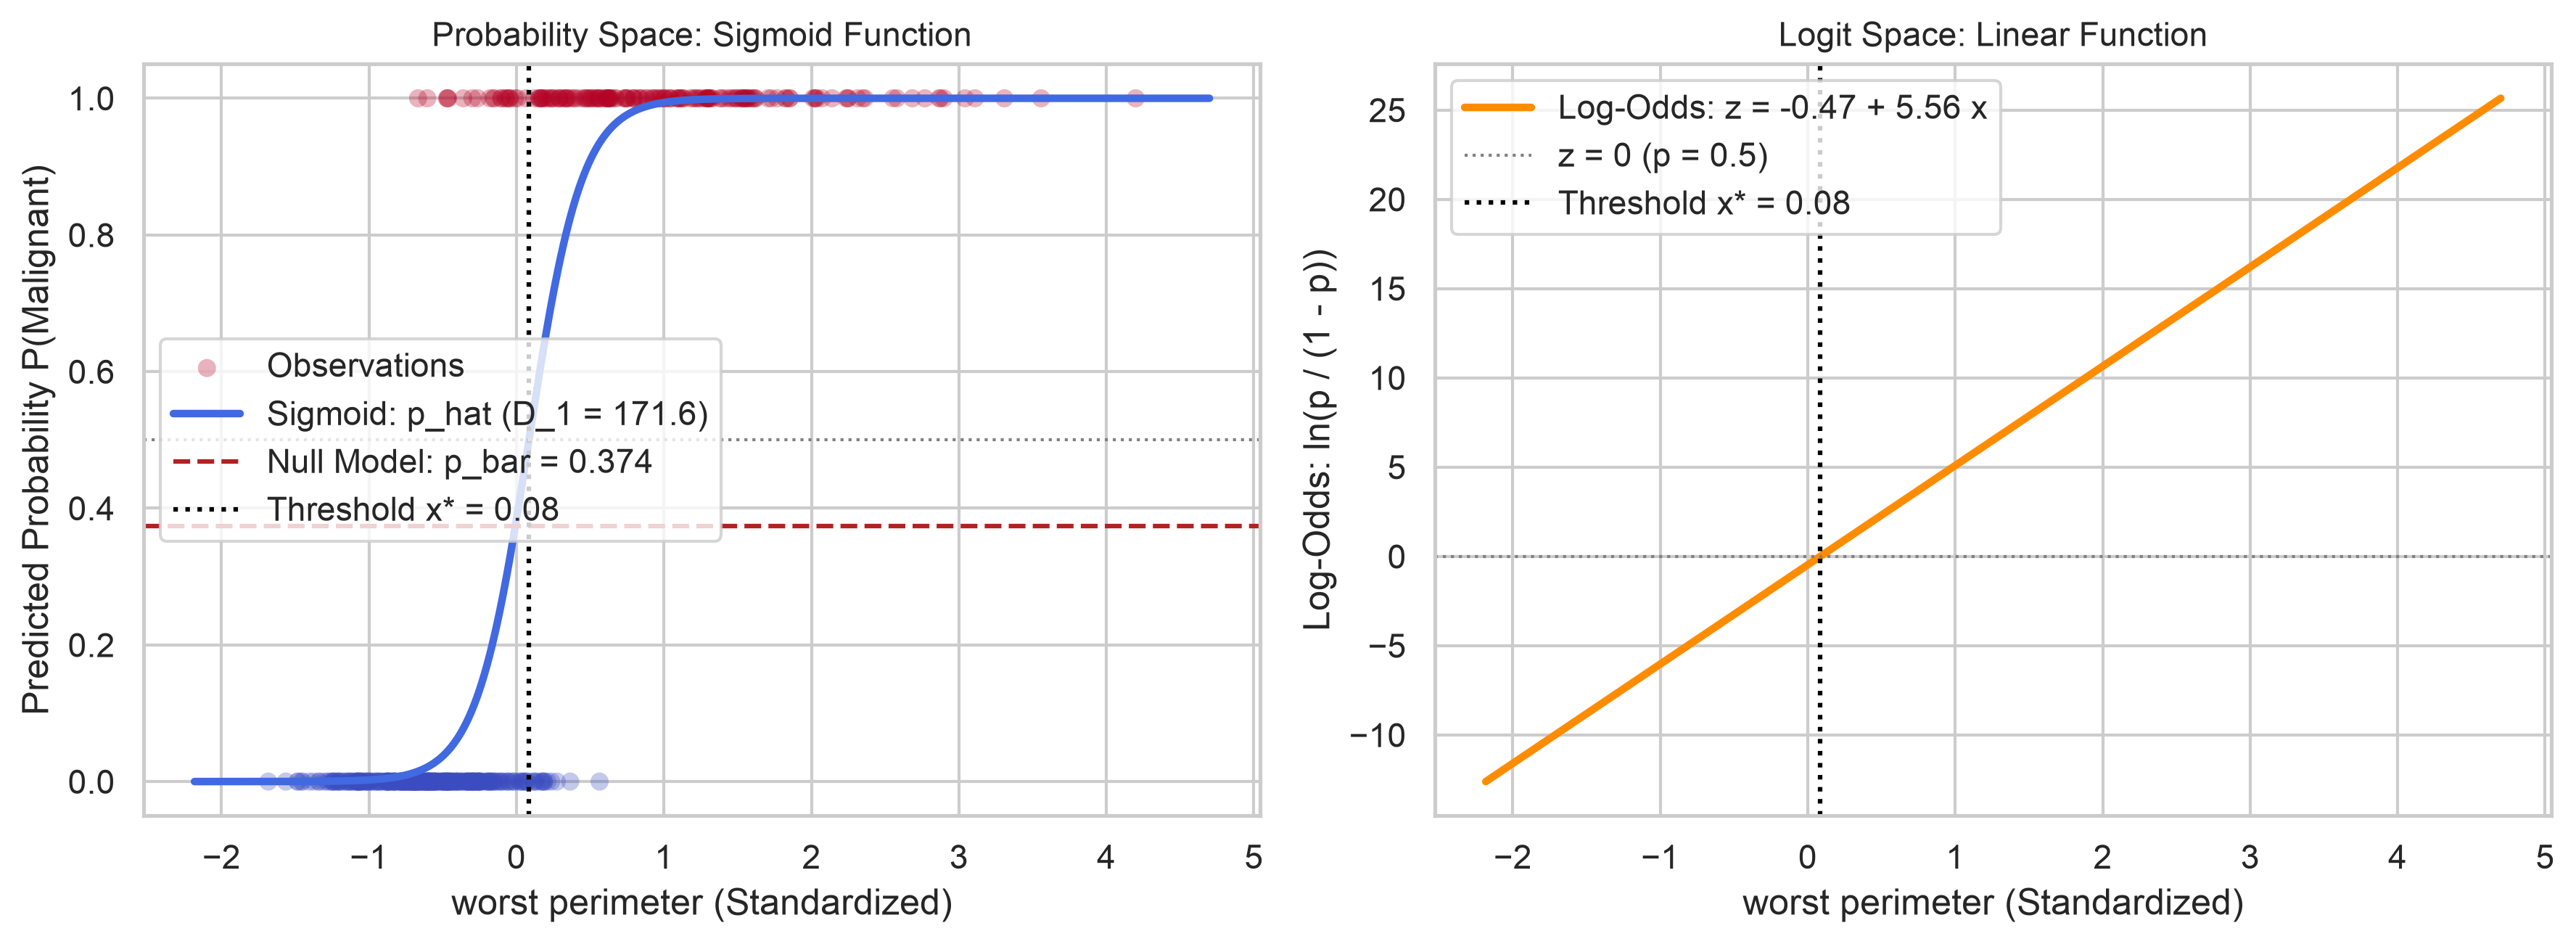 Probability Space: Sigmoid Function
Predicted Probability P(Malignant)
1.0
0.8
0.6
0.4
0.2
0.0
Observations
Sigmoid: p_hat (D_1 = 171.6)
Null Model: p_bar = 0.374
Threshold x* = 0.08
−2 −1 0 1 2 3 4 5
worst perimeter (Standardized)
Logit Space: Linear Function
Log-Odds: ln(p / (1 - p))
25
20
15
10
5
0
−5
−10
Log-Odds: z = -0.47 + 5.56 x
z = 0 (p = 0.5)
Threshold x* = 0.08
−2 −1 0 1 2 3 4 5
worst perimeter (Standardized)